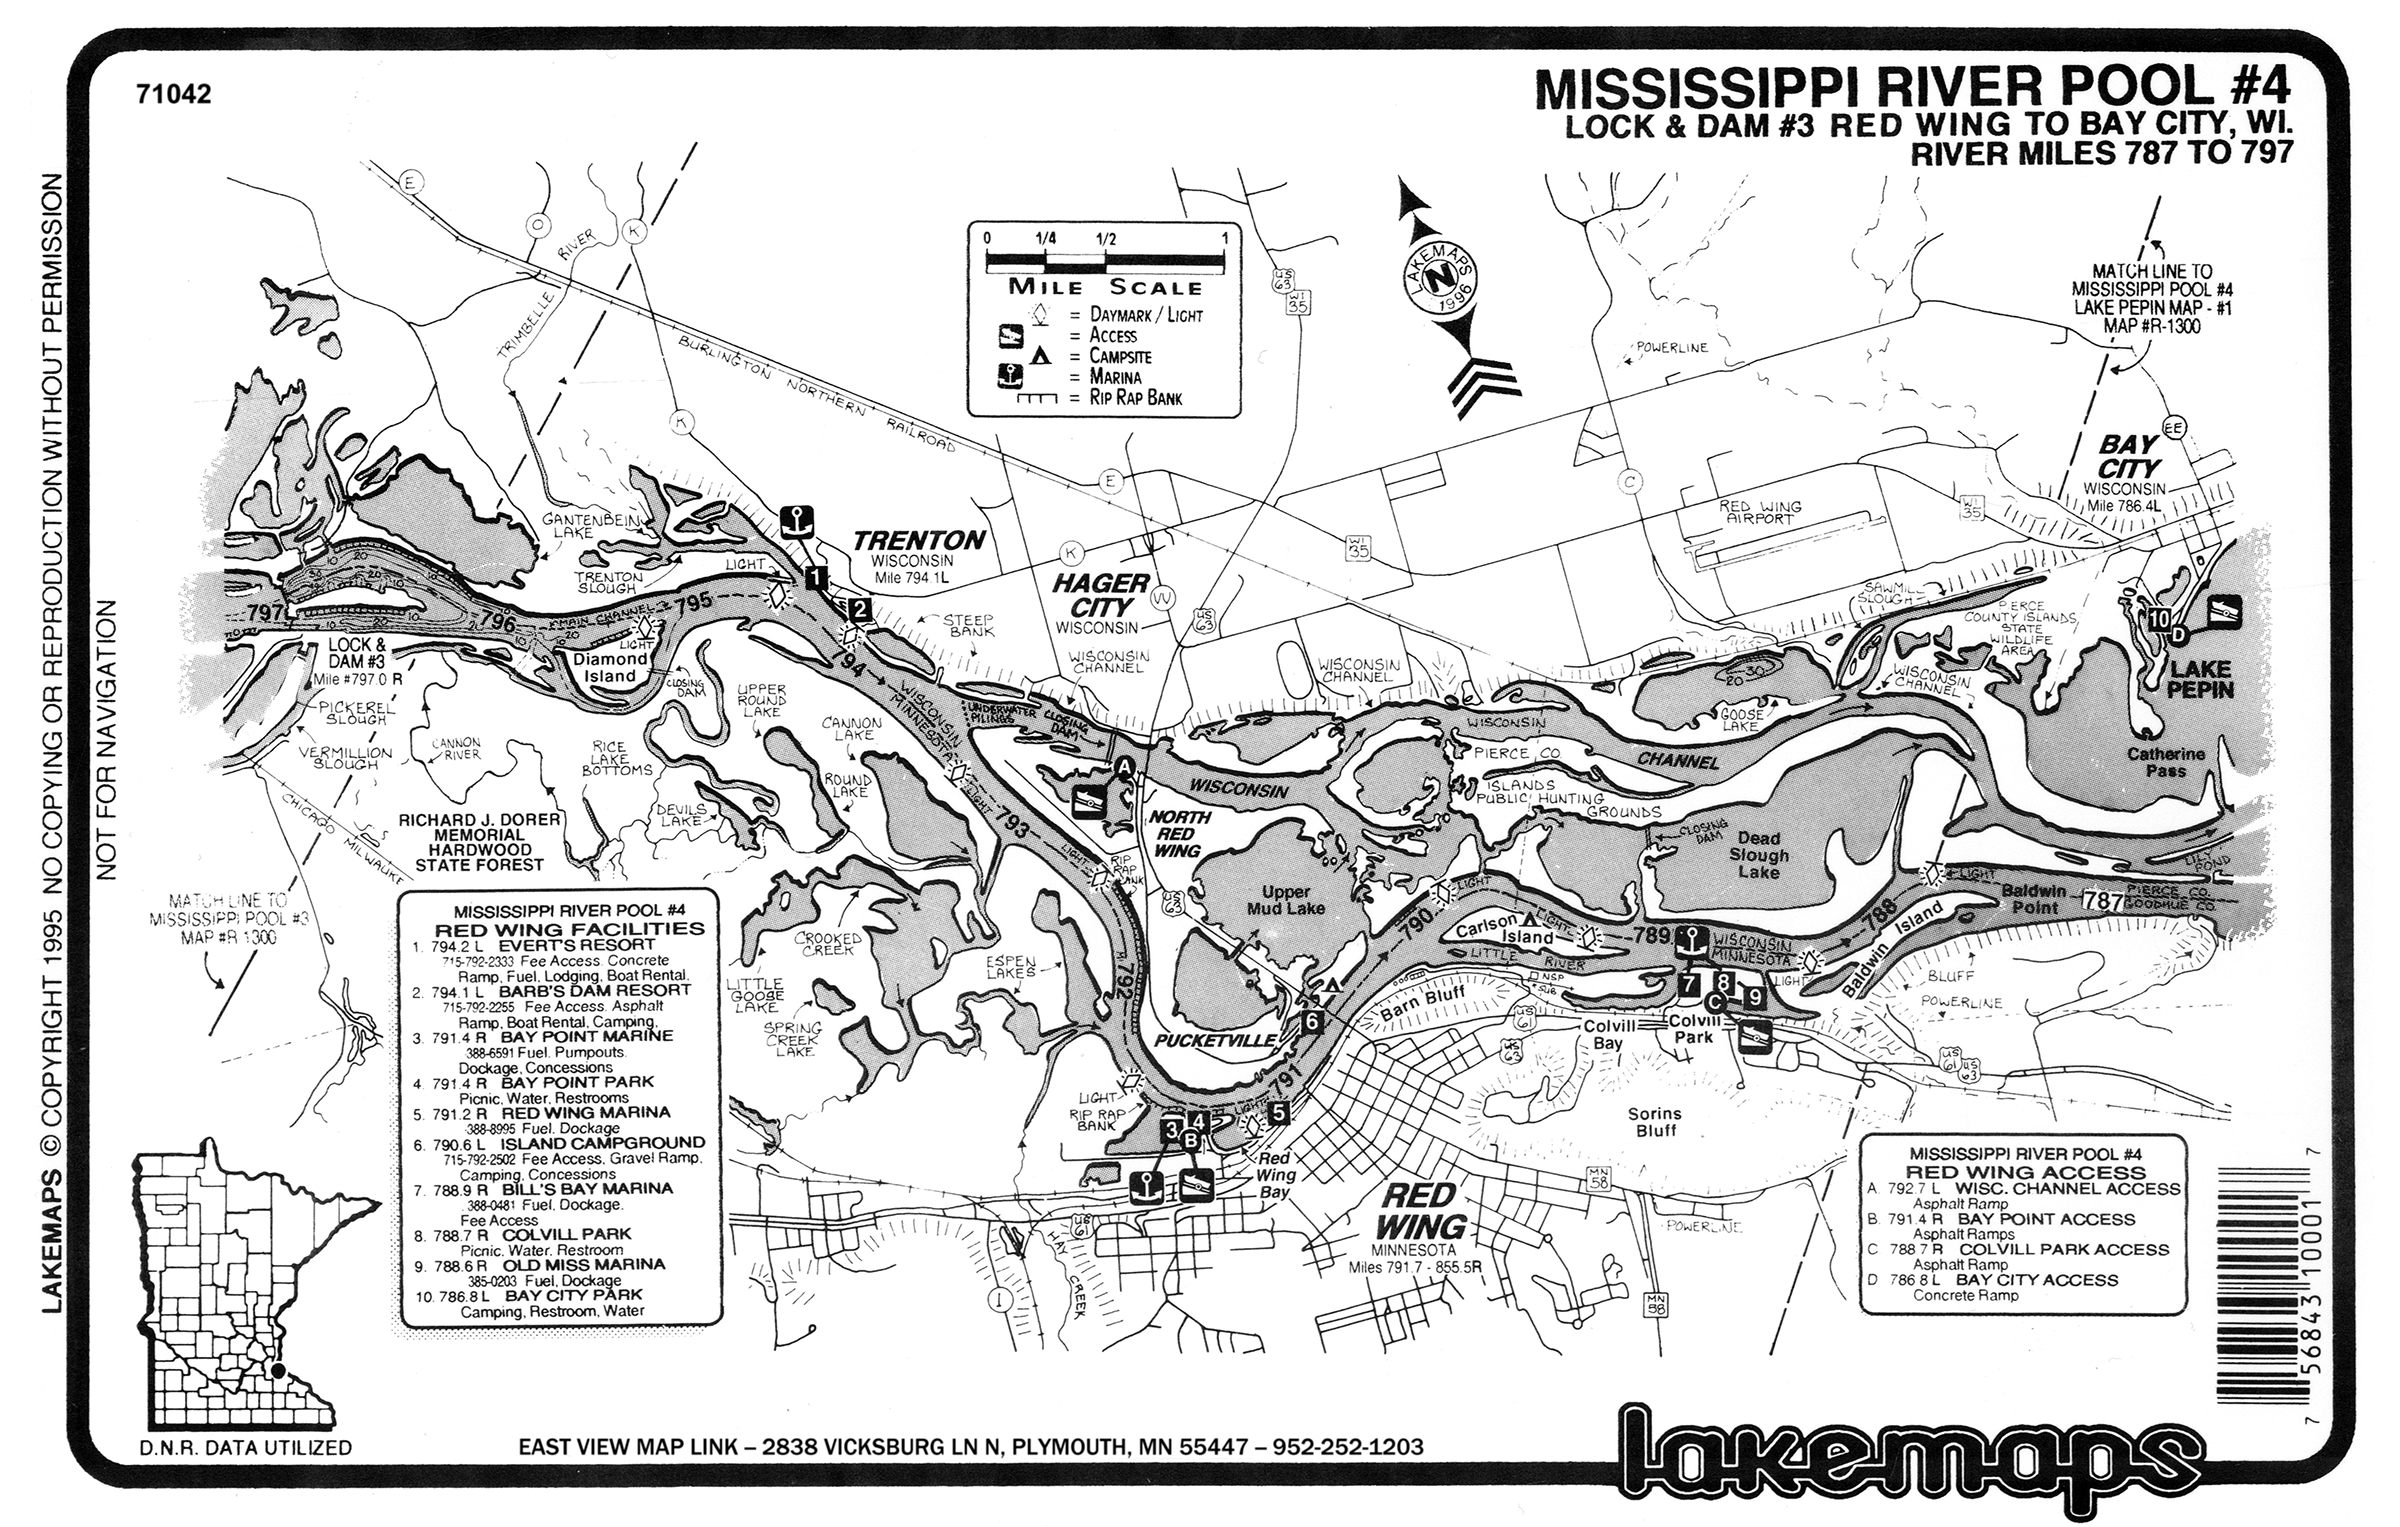 71042
MISSISSIPPI RIVER POOL #4
LOCK & DAM #3 RED WING TO BAY CITY, WI.
RIVER MILES 787 TO 797
LAKEMAPS © COPYRIGHT 1995 NO COPYING OR REPRODUCTION WITHOUT PERMISSION
NOT FOR NAVIGATION
0 1/4 1/2 1
MILE SCALE
= DAYMARK / LIGHT
= ACCESS
= CAMPSITE
= MARINA
= RIP RAP BANK
LAKEMAPS
N
1996
MATCH LINE TO
MISSISSIPPI POOL #4
LAKE PEPIN MAP - #1
MAP #R-1300
E
O
K
TRIMBELLE RIVER
BURLINGTON NORTHERN RAILROAD
K
US 63
WI 35
POWERLINE
C
EE
BAY
CITY
WISCONSIN
Mile 786.4L
RED WING
AIRPORT
WI 35
E
WI 35
K
W
US 63
GANTENBEIN
LAKE
TRENTON
SLOUGH
LIGHT
1
2
TRENTON
WISCONSIN
Mile 794.1L
STEEP
BANK
HAGER
CITY
WISCONSIN
WISCONSIN
CHANNEL
WISCONSIN
CHANNEL
SAWMILL
SLOUGH
PIERCE
COUNTY ISLANDS
STATE
WILDLIFE
AREA
WISCONSIN
CHANNEL
10
D
LAKE
PEPIN
Catherine
Pass
797
796
MAIN CHANNEL
795
LIGHT
LOCK &
DAM #3
Mile #797.0 R
Diamond
Island
CLOSING
DAM
794
PICKEREL
SLOUGH
VERMILLION
SLOUGH
CANNON
RIVER
CHICAGO MILWAUKEE
RICE
LAKE
BOTTOMS
UPPER
ROUND
LAKE
CANNON
LAKE
ROUND
LAKE
DEVILS
LAKE
WISCONSIN
MINNESOTA
UNDERWATER
PILINGS
CLOSING
DAM
LIGHT
793
LIGHT
RIP
RAP
BANK
A
NORTH
RED
WING
WISCONSIN
WISCONSIN
CHANNEL
GOOSE
LAKE
20 30
PIERCE CO
ISLANDS
PUBLIC HUNTING
GROUNDS
CLOSING
DAM
Dead
Slough
Lake
RICHARD J. DORER
MEMORIAL
HARDWOOD
STATE FOREST
MATCH LINE TO
MISSISSIPPI POOL #3
MAP #R 1300
US 63
Upper
Mud Lake
790
LIGHT
Carlson
Island
LIGHT
789
LITTLE RIVER
WISCONSIN
MINNESOTA
LIGHT
788
LIGHT
Baldwin Island
Baldwin
Point
787
PIERCE CO.
GOODHUE CO.
LILY
POND
CROOKED
CREEK
LITTLE
GOOSE
LAKE
SPRING
CREEK
LAKE
ESPEN
LAKES
792
PUCKETVILLE
6
791
Barn Bluff
NSP
SUB
US 61
US 63
Colvill
Bay
Colvill
Park
7
8
C
9
BLUFF
POWERLINE
US 61
US 63
LIGHT
RIP RAP
BANK
3
4
B
LIGHT
5
Red
Wing
Bay
Sorins
Bluff
RED
WING
MINNESOTA
Miles 791.7 - 855.5R
MN 58
POWERLINE
MN 58
US 61
HAY CREEK
1
MISSISSIPPI RIVER POOL #4
RED WING FACILITIES
1. 794.2 L EVERT'S RESORT
715-792-2333 Fee Access. Concrete
Ramp, Fuel, Lodging, Boat Rental.
2. 794.1 L BARB'S DAM RESORT
715-792-2255 Fee Access. Asphalt
Ramp, Boat Rental, Camping.
3. 791.4 R BAY POINT MARINE
388-6591 Fuel. Pumpouts.
Dockage, Concessions
4. 791.4 R BAY POINT PARK
Picnic. Water, Restrooms
5. 791.2 R RED WING MARINA
388-8995 Fuel. Dockage
6. 790.6 L ISLAND CAMPGROUND
715-792-2502 Fee Access, Gravel Ramp,
Camping, Concessions
7. 788.9 R BILL'S BAY MARINA
388-0481 Fuel. Dockage.
Fee Access
8. 788.7 R COLVILL PARK
Picnic. Water. Restroom
9. 788.6 R OLD MISS MARINA
385-0203 Fuel, Dockage
10. 786.8 L BAY CITY PARK
Camping, Restroom, Water
MISSISSIPPI RIVER POOL #4
RED WING ACCESS
A. 792.7 L WISC. CHANNEL ACCESS
Asphalt Ramp
B. 791.4 R BAY POINT ACCESS
Asphalt Ramps
C 788 7 R COLVILL PARK ACCESS
Asphalt Ramp
D 786 8 L BAY CITY ACCESS
Concrete Ramp
7 56843 10001 7
D.N.R. DATA UTILIZED
EAST VIEW MAP LINK – 2838 VICKSBURG LN N, PLYMOUTH, MN 55447 – 952-252-1203
lakemaps